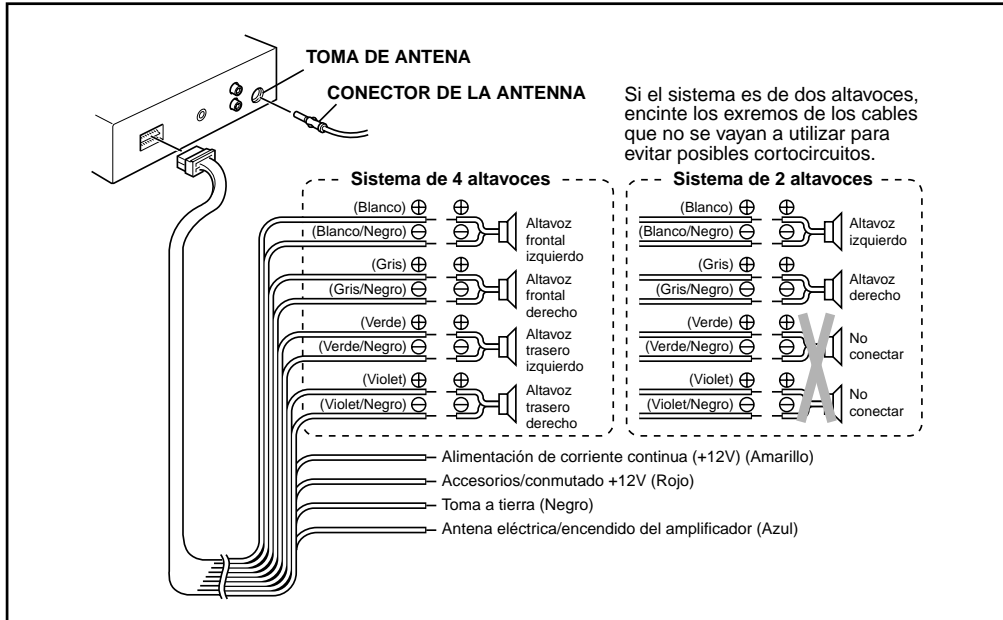 TOMA DE ANTENA
CONECTOR DE LA ANTENNA
Si el sistema es de dos altavoces,
encinte los exremos de los cables
que no se vayan a utilizar para
evitar posibles cortocircuitos.
Sistema de 4 altavoces
(Blanco) ⊕ ⊕
(Blanco/Negro) ⊖ ⊖
Altavoz
frontal
izquierdo
(Gris) ⊕ ⊕
(Gris/Negro) ⊖ ⊖
Altavoz
frontal
derecho
(Verde) ⊕ ⊕
(Verde/Negro) ⊖ ⊖
Altavoz
trasero
izquierdo
(Violet) ⊕ ⊕
(Violet/Negro) ⊖ ⊖
Altavoz
trasero
derecho
Sistema de 2 altavoces
(Blanco) ⊕ ⊕
(Blanco/Negro) ⊖ ⊖
Altavoz
izquierdo
(Gris) ⊕ ⊕
(Gris/Negro) ⊖ ⊖
Altavoz
derecho
(Verde) ⊕ ⊕
(Verde/Negro) ⊖ ⊖
No
conectar
(Violet) ⊕ ⊕
(Violet/Negro) ⊖ ⊖
No
conectar
Alimentación de corriente continua (+12V) (Amarillo)
Accesorios/conmutado +12V (Rojo)
Toma a tierra (Negro)
Antena eléctrica/encendido del amplificador (Azul)